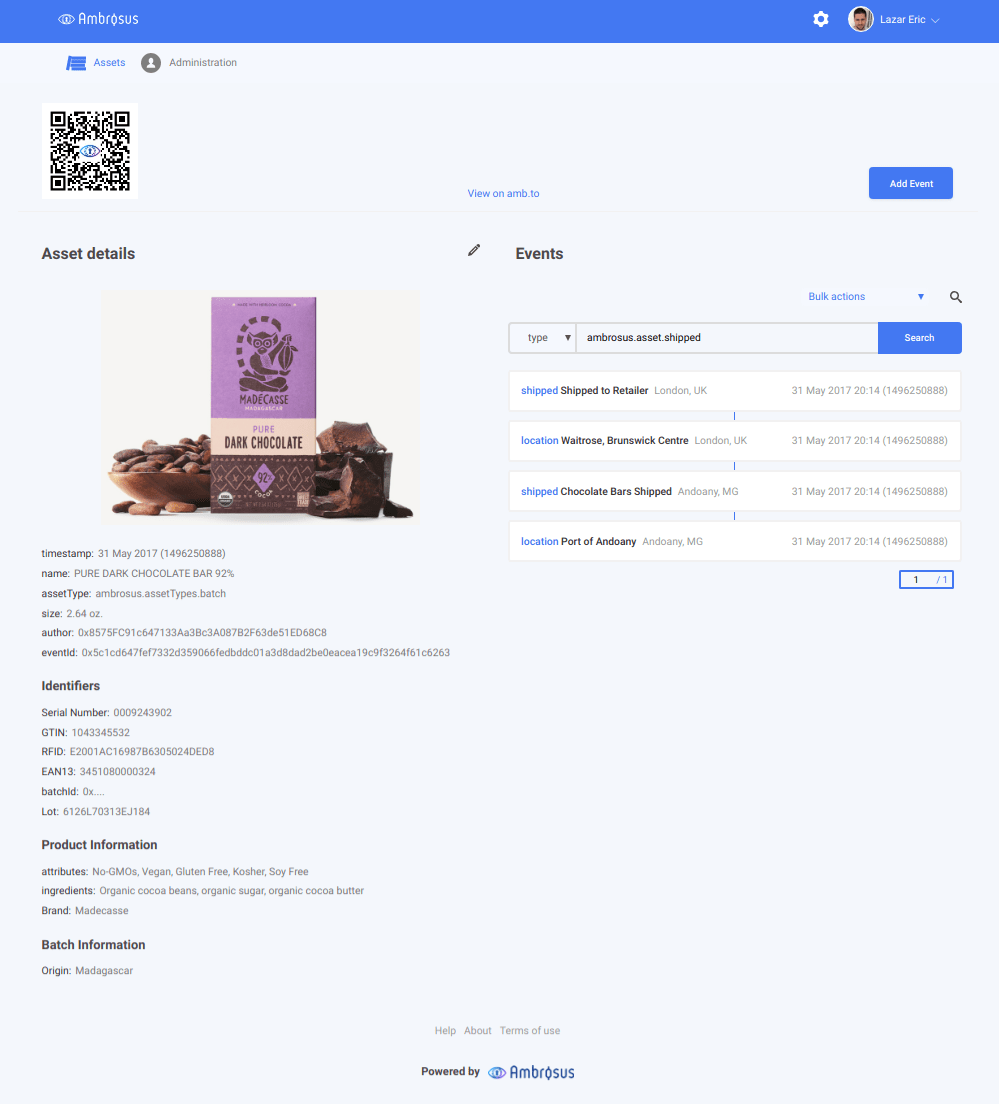 Ambrosus
Lazar Eric
Assets
Administration
View on amb.to
Add Event
Asset details
MADE WITH HEIRLOOM COCOA
MADÉCASSE
MADAGASCAR
PURE
DARK CHOCOLATE
92%
COCOA
timestamp: 31 May 2017 (1496250888)
name: PURE DARK CHOCOLATE BAR 92%
assetType: ambrosus.assetTypes.batch
size: 2.64 oz.
author: 0x8575FC91c647133Aa3Bc3A087B2F63de51ED68C8
eventId: 0x5c1cd647fef7332d359066fedbddc01a3d8dad2be0eacea19c9f3264f61c6263
Identifiers
Serial Number: 0009243902
GTIN: 1043345532
RFID: E2001AC16987B6305024DED8
EAN13: 3451080000324
batchId: 0x....
Lot: 6126L70313EJ184
Product Information
attributes: No-GMOs, Vegan, Gluten Free, Kosher, Soy Free
ingredients: Organic cocoa beans, organic sugar, organic cocoa butter
Brand: Madecasse
Batch Information
Origin: Madagascar
Events
Bulk actions
type ambrosus.asset.shipped Search
shipped Shipped to Retailer London, UK 31 May 2017 20:14 (1496250888)
location Waitrose, Brunswick Centre London, UK 31 May 2017 20:14 (1496250888)
shipped Chocolate Bars Shipped Andoany, MG 31 May 2017 20:14 (1496250888)
location Port of Andoany Andoany, MG 31 May 2017 20:14 (1496250888)
1 / 1
Help About Terms of use
Powered by Ambrosus